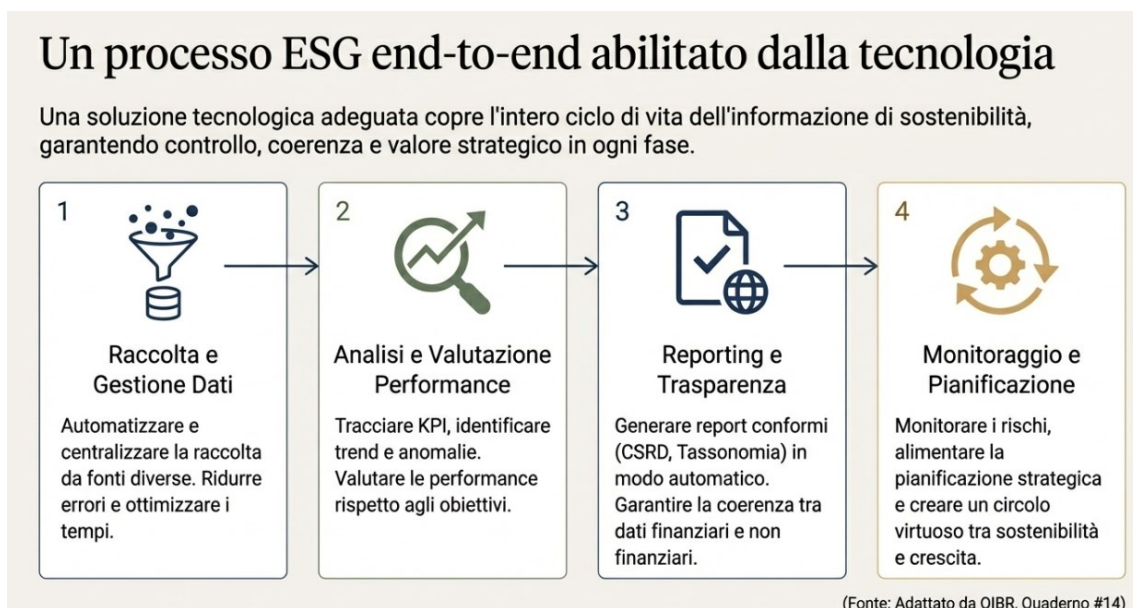 Un processo ESG end-to-end abilitato dalla tecnologia
Una soluzione tecnologica adeguata copre l'intero ciclo di vita dell'informazione di sostenibilità,
garantendo controllo, coerenza e valore strategico in ogni fase.
1
Raccolta e
Gestione Dati
Automatizzare e
centralizzare la raccolta
da fonti diverse. Ridurre
errori e ottimizzare i
tempi.
2
Analisi e Valutazione
Performance
Tracciare KPI, identificare
trend e anomalie.
Valutare le performance
rispetto agli obiettivi.
3
Reporting e
Trasparenza
Generare report conformi
(CSRD, Tassonomia) in
modo automatico.
Garantire la coerenza tra
dati finanziari e non
finanziari.
4
Monitoraggio e
Pianificazione
Monitorare i rischi,
alimentare la
pianificazione strategica
e creare un circolo
virtuoso tra sostenibilità
e crescita.
(Fonte: Adattato da OIBR, Quaderno #14)